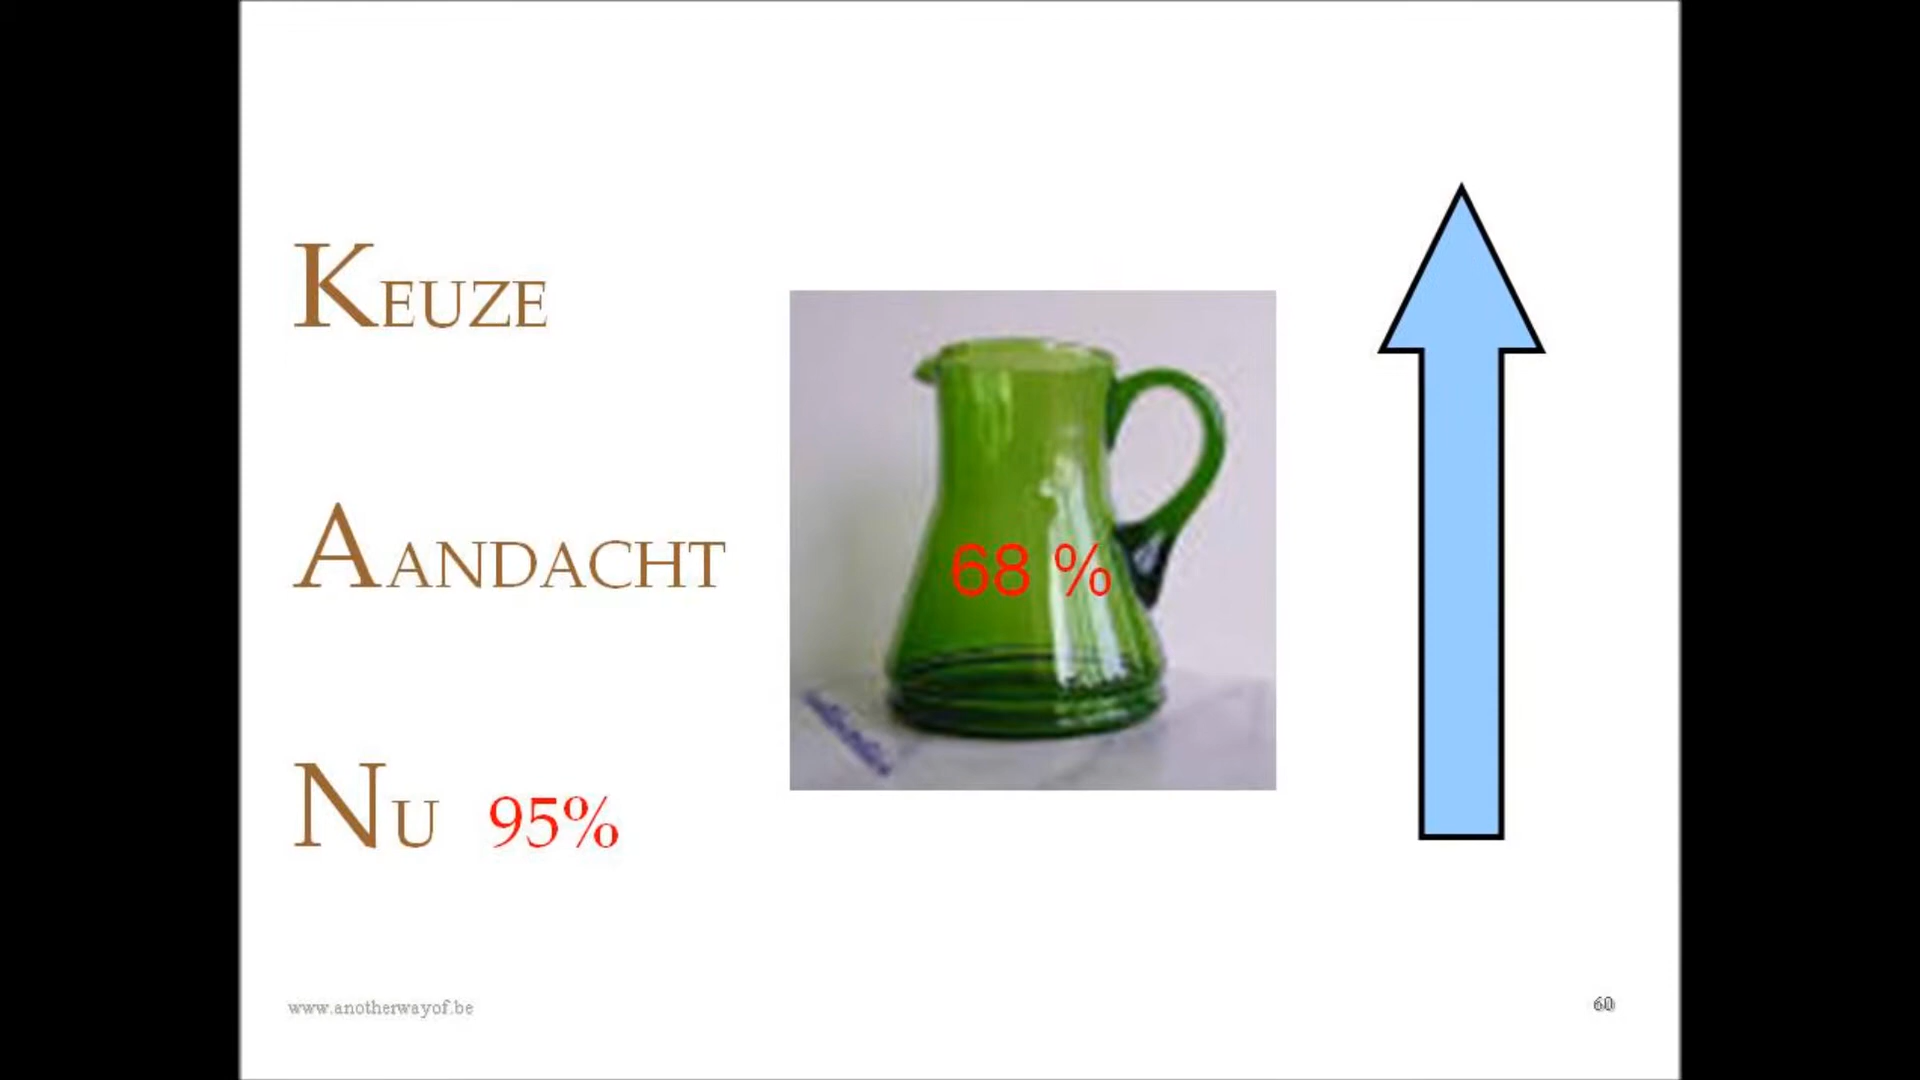 KEUZE
AANDACHT
68 %
NU 95%
www.anotherwayof.be
60